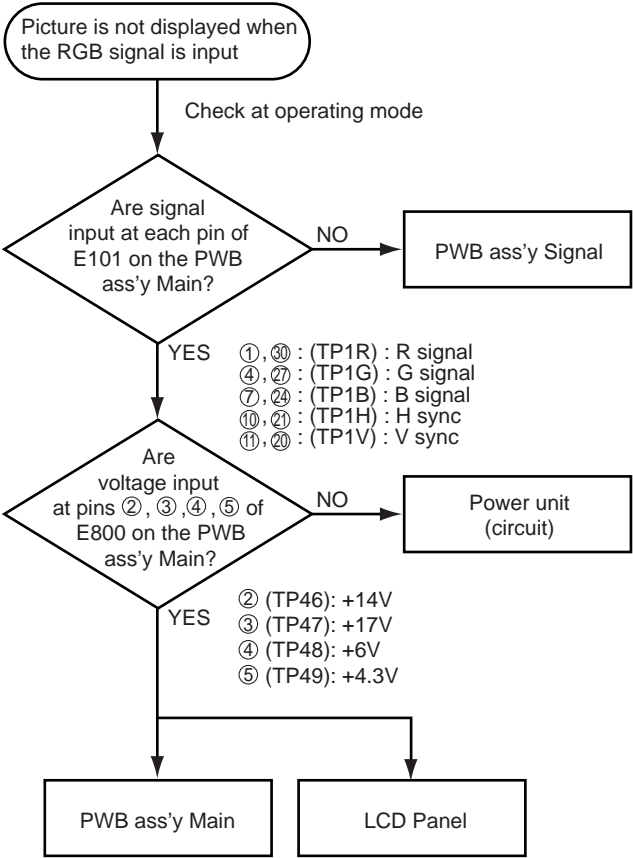 Picture is not displayed when
the RGB signal is input
Check at operating mode
Are signal
input at each pin of
E101 on the PWB
ass'y Main?
NO
PWB ass'y Signal
YES
①,㉚ : (TP1R) : R signal
④,㉗ : (TP1G) : G signal
⑦,㉔ : (TP1B) : B signal
⑩,㉑ : (TP1H) : H sync
⑪,⑳ : (TP1V) : V sync
Are
voltage input
at pins ②, ③,④,⑤ of
E800 on the PWB
ass'y Main?
NO
Power unit
(circuit)
YES
② (TP46): +14V
③ (TP47): +17V
④ (TP48): +6V
⑤ (TP49): +4.3V
PWB ass'y Main
LCD Panel